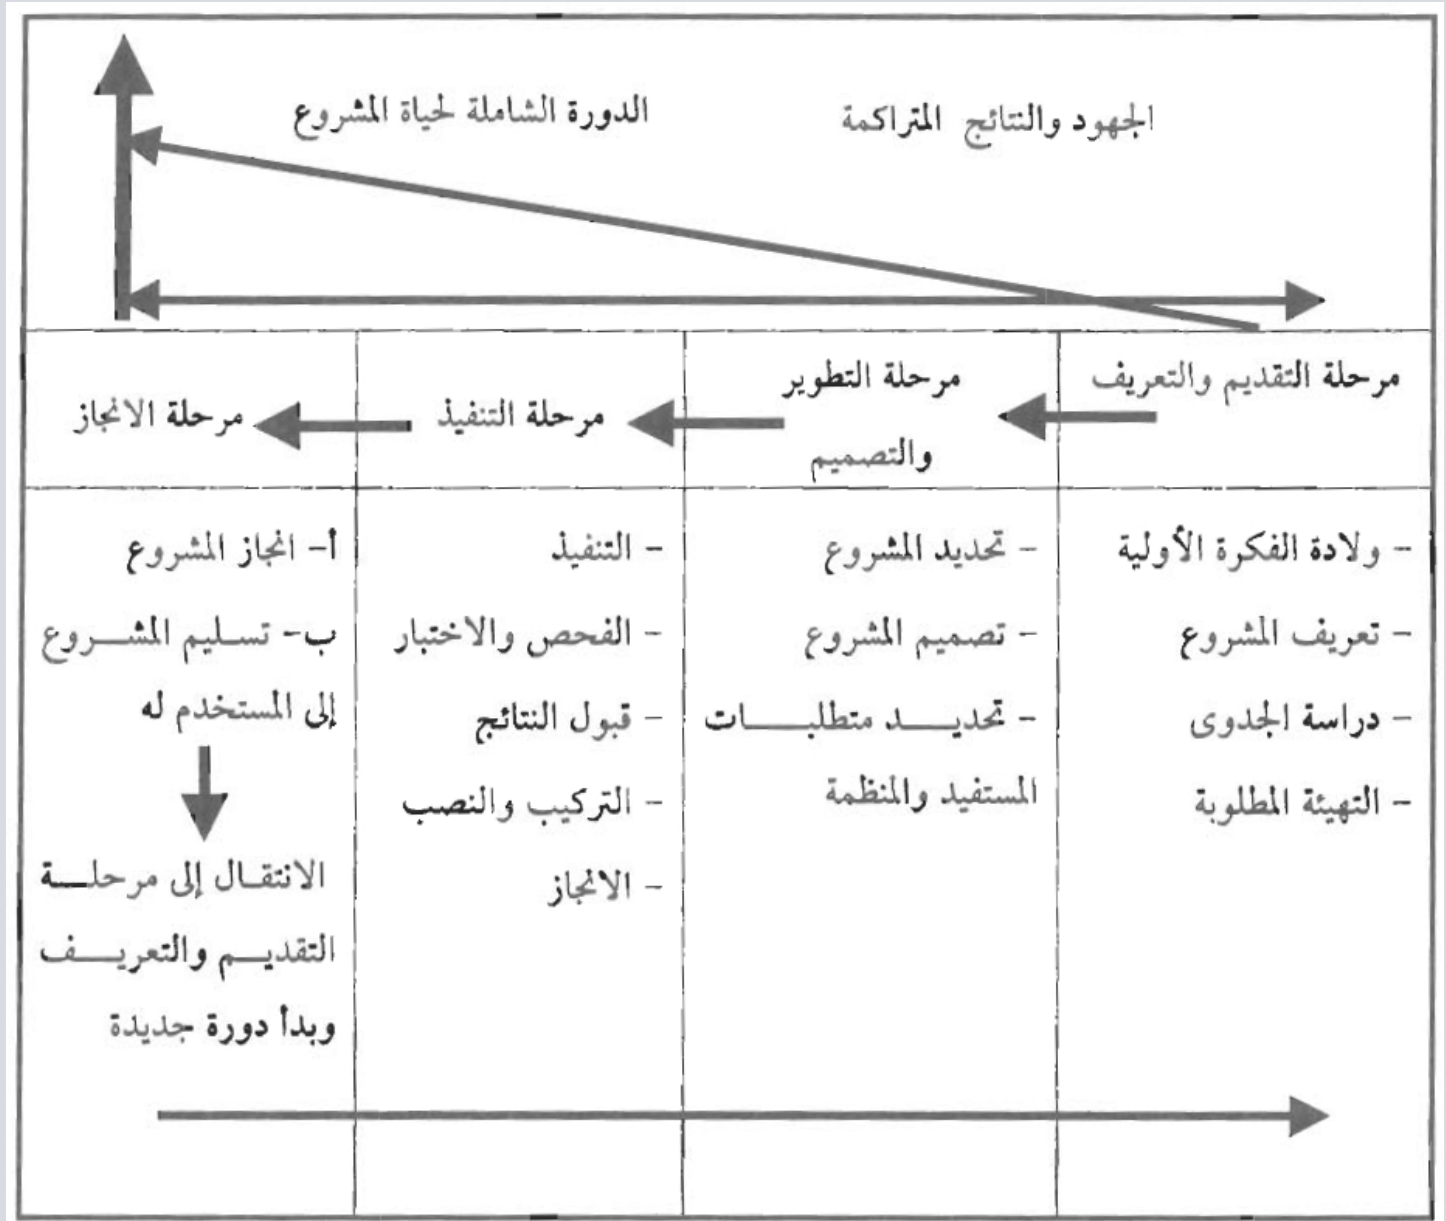 الجهود والنتائج المتراكمة
الدورة الشاملة لحياة المشروع
مرحلة التقديم والتعريف
مرحلة التطوير
والتصميم
مرحلة التنفيذ
مرحلة الانجاز
- ولادة الفكرة الأولية
- تعريف المشروع
- دراسة الجدوى
- التهيئة المطلوبة
- تحديد المشروع
- تصميم المشروع
- تحديد متطلبات
المستفيد والمنظمة
- التنفيذ
- الفحص والاختبار
- قبول النتائج
- التركيب والنصب
- الانجاز
أ- انجاز المشروع
ب- تسليم المشروع
إلى المستخدم له
الانتقال إلى مرحلة
التقديم والتعريف
وبدأ دورة جديدة